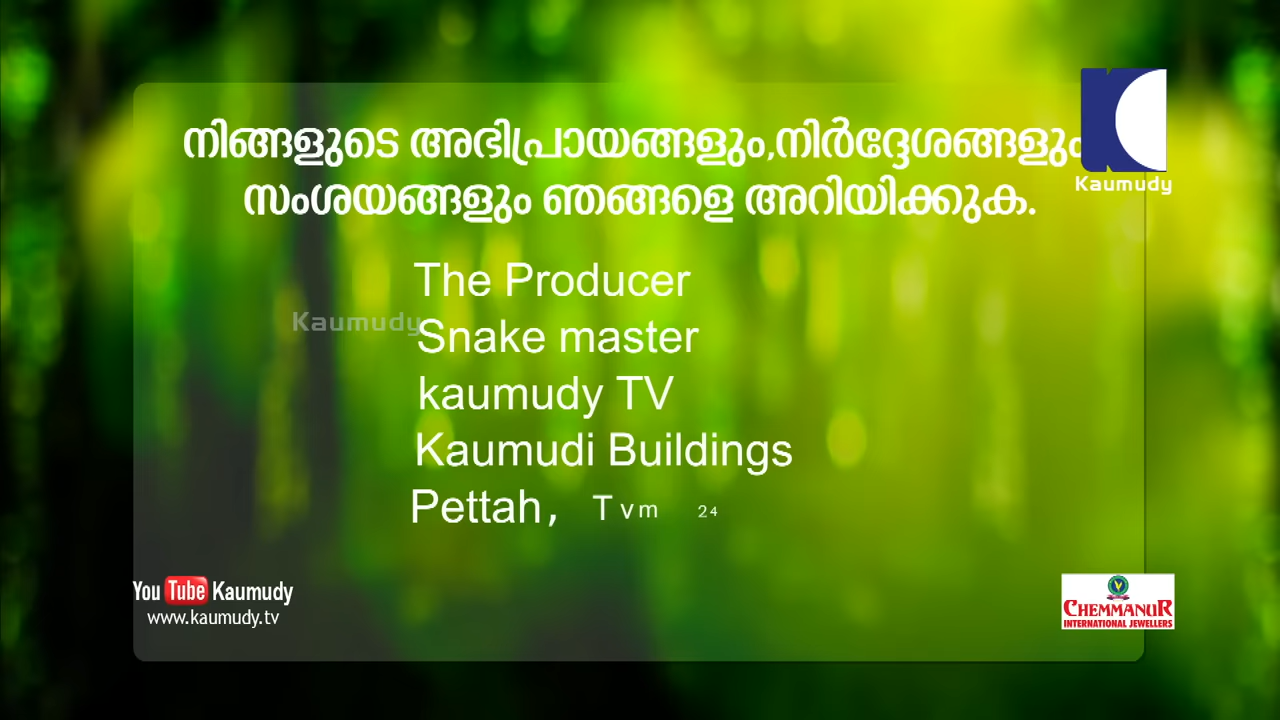 നിങ്ങളുടെ അഭിപ്രായങ്ങളും,നിർദ്ദേശങ്ങളും
Kaumudy
സംശയങ്ങളും ഞങ്ങളെ അറിയിക്കുക.
The Producer
Kaumudy
Snake master
kaumudy TV
Kaumudi Buildings
Pettah, Tvm 24
You Tube Kaumudy
www.kaumudy.tv
CHEMMANUR
INTERNATIONAL JEWELLERS